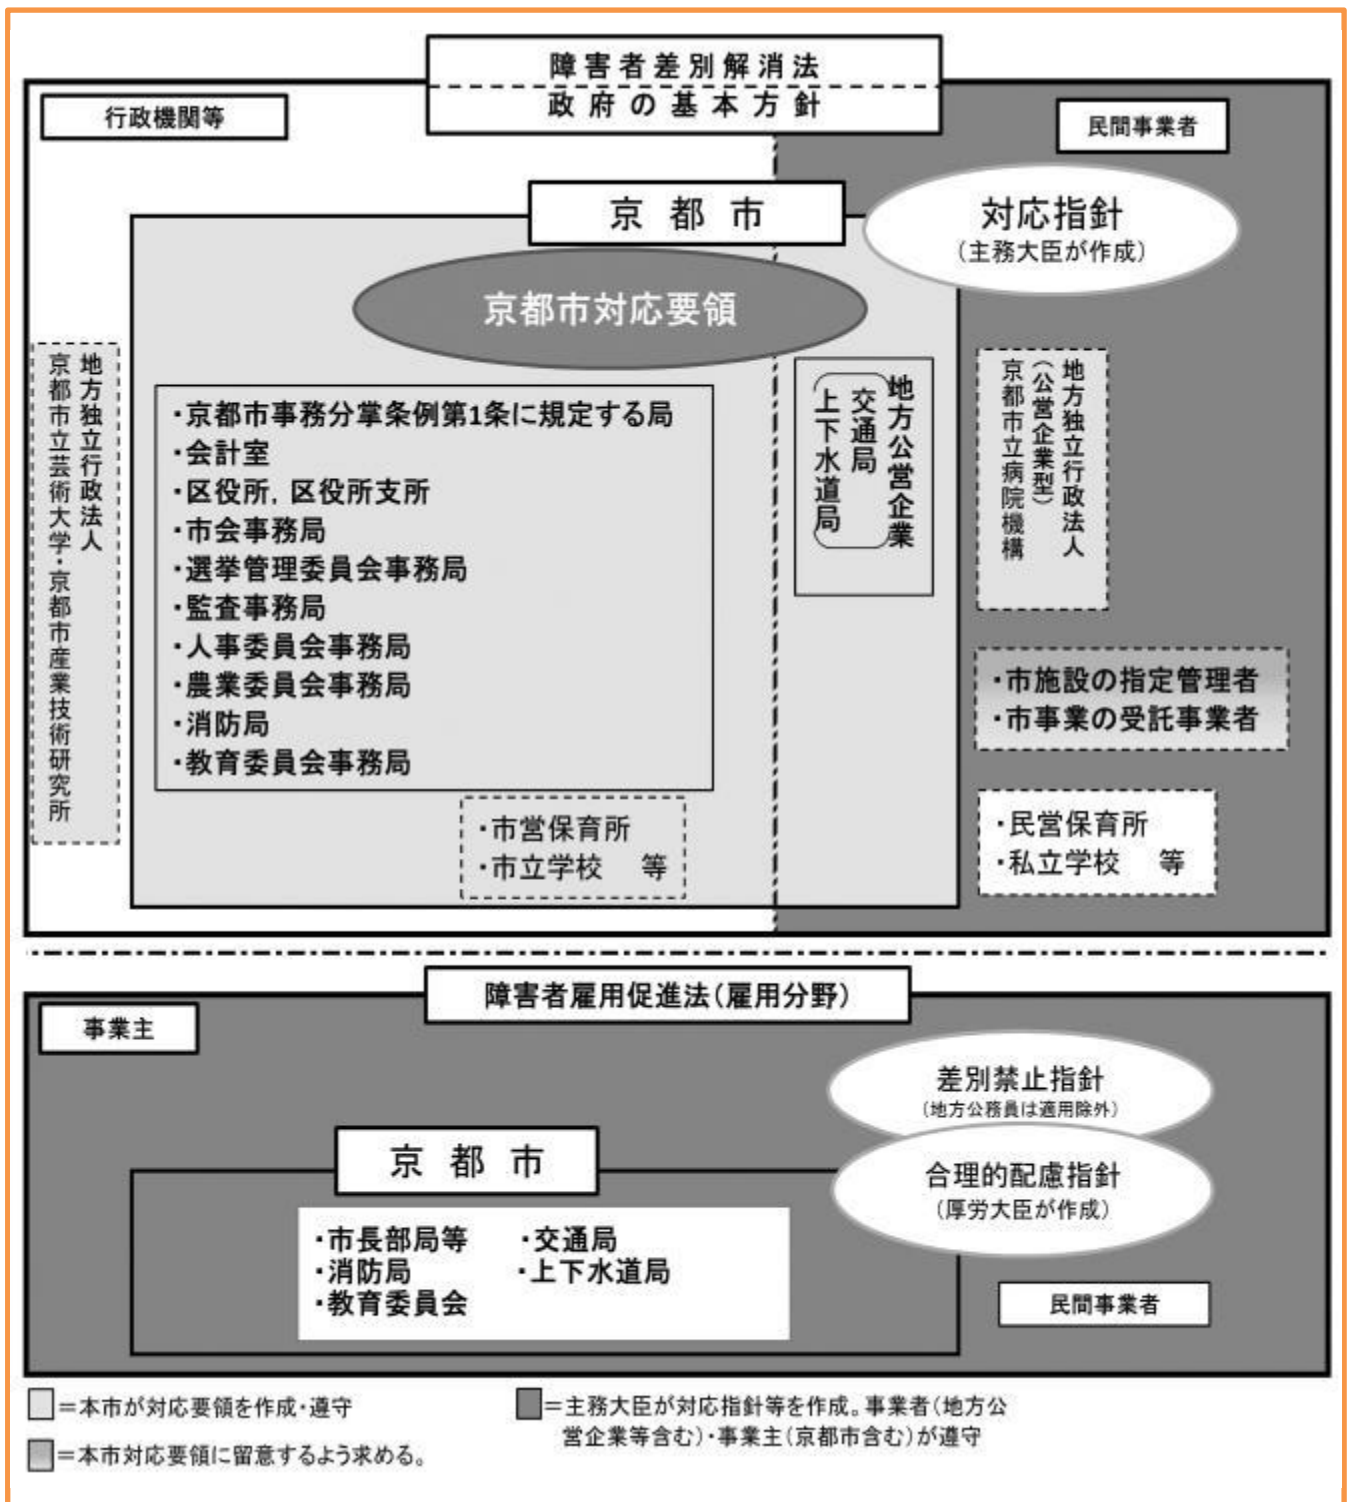 障害者差別解消法
政府の基本方針
行政機関等
民間事業者
京都市
対応指針
（主務大臣が作成）
京都市対応要領
地方独立行政法人
京都市立芸術大学・京都市産業技術研究所
・京都市事務分掌条例第1条に規定する局
・会計室
・区役所，区役所支所
・市会事務局
・選挙管理委員会事務局
・監査事務局
・人事委員会事務局
・農業委員会事務局
・消防局
・教育委員会事務局
地方公営企業
交通局
上下水道局
地方独立行政法人
（公営企業型）
京都市立病院機構
・市施設の指定管理者
・市事業の受託事業者
・市営保育所
・市立学校　等
・民営保育所
・私立学校　等
障害者雇用促進法（雇用分野）
事業主
差別禁止指針
（地方公務員は適用除外）
京都市
合理的配慮指針
（厚労大臣が作成）
・市長部局等　・交通局
・消防局　・上下水道局
・教育委員会
民間事業者
＝本市が対応要領を作成・遵守
＝本市対応要領に留意するよう求める。
＝主務大臣が対応指針等を作成。事業者（地方公
営企業等含む）・事業主（京都市含む）が遵守